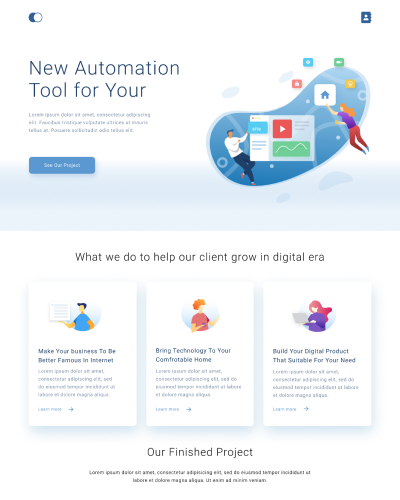 New Automation
Tool for Your
Lorem ipsum dolor sit amet, consectetur adipiscing
elit. Faucibus tristique vulputate ultrices ut mauris
tellus at. Posuere sollicitudin odio tellus elit.
See Our Project
What we do to help our client grow in digital era
Make Your business To Be
Better Famous In Internet
Lorem ipsum dolor sit amet,
consectetur adipiscing elit, sed
do eiusmod tempor incididunt ut
labore et dolore magna aliqua.
Learn more
Bring Technology To Your
Comfrotable Home
Lorem ipsum dolor sit amet,
consectetur adipiscing elit, sed
do eiusmod tempor incididunt ut
labore et dolore magna aliqua.
Learn more
Build Your Digital Product
That Suitable For Your Need
Lorem ipsum dolor sit amet,
consectetur adipiscing elit, sed
do eiusmod tempor incididunt ut
labore et dolore magna aliqua.
Learn more
Our Finished Project
Lorem ipsum dolor sit amet, consectetur adipiscing elit, sed do eiusmod tempor incididunt ut labore et dolore
magna aliqua. Ut enim ad minim veniam.